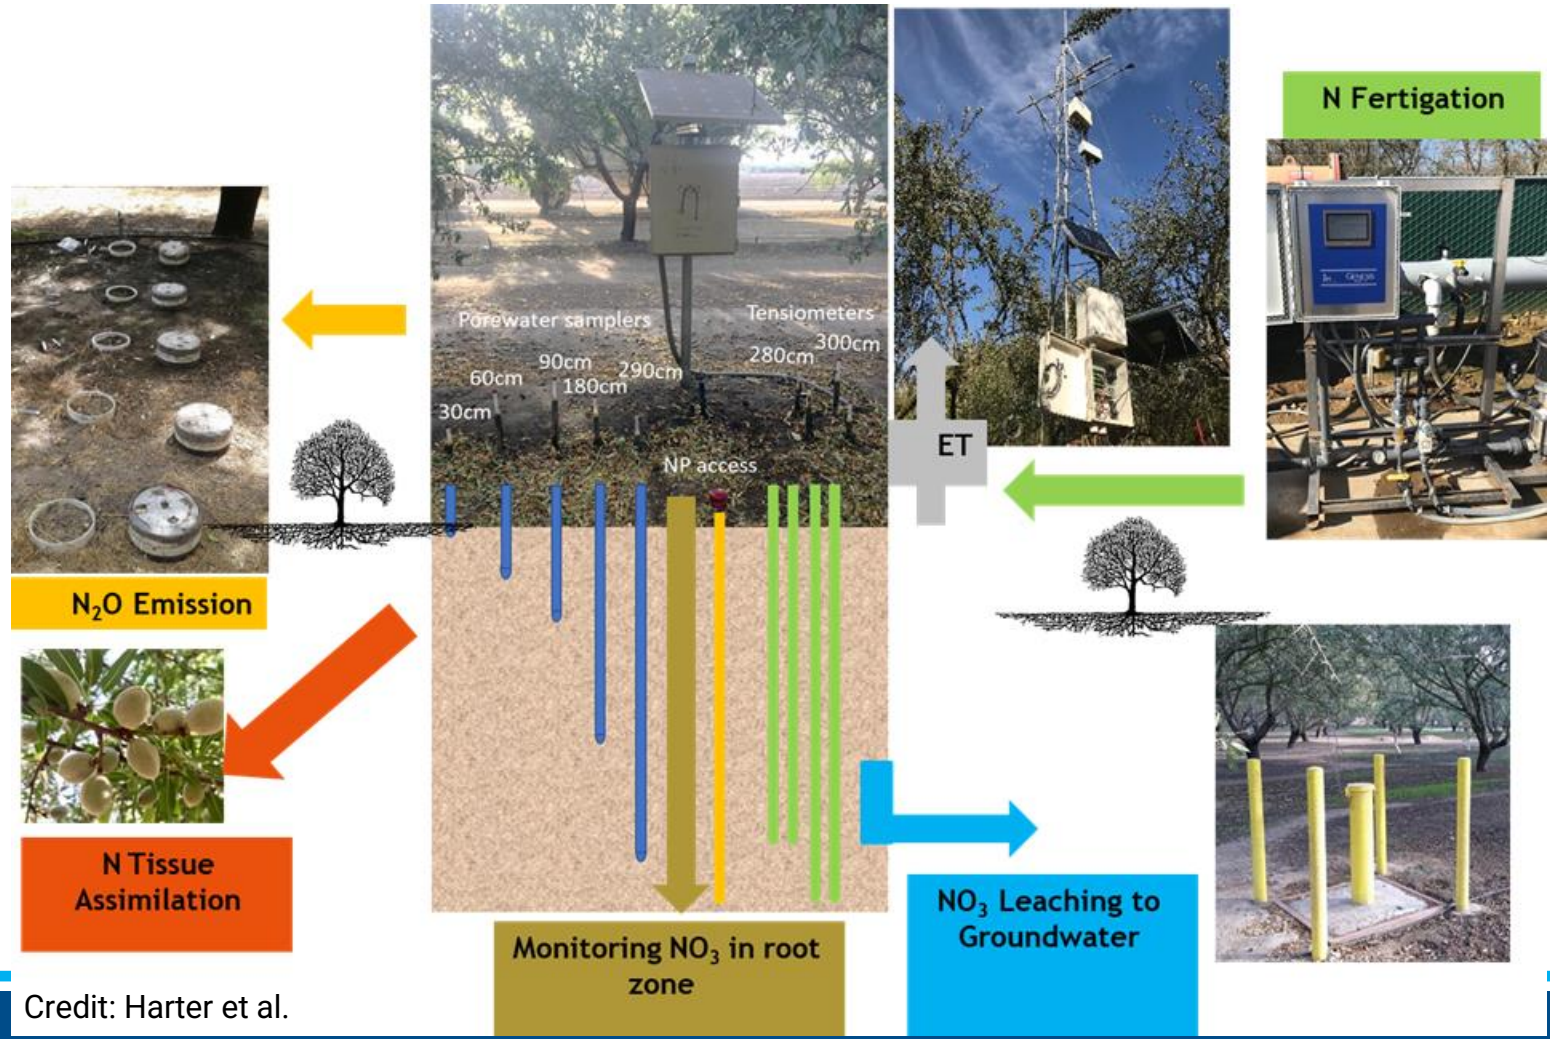 N Fertigation
Porewater samplers
Tensiometers
300cm
280cm
90cm
290cm
60cm
180cm
30cm
ET
NP access
N₂O Emission
N Tissue
Assimilation
NO₃ Leaching to
Groundwater
Monitoring NO₃ in root
zone
Credit: Harter et al.